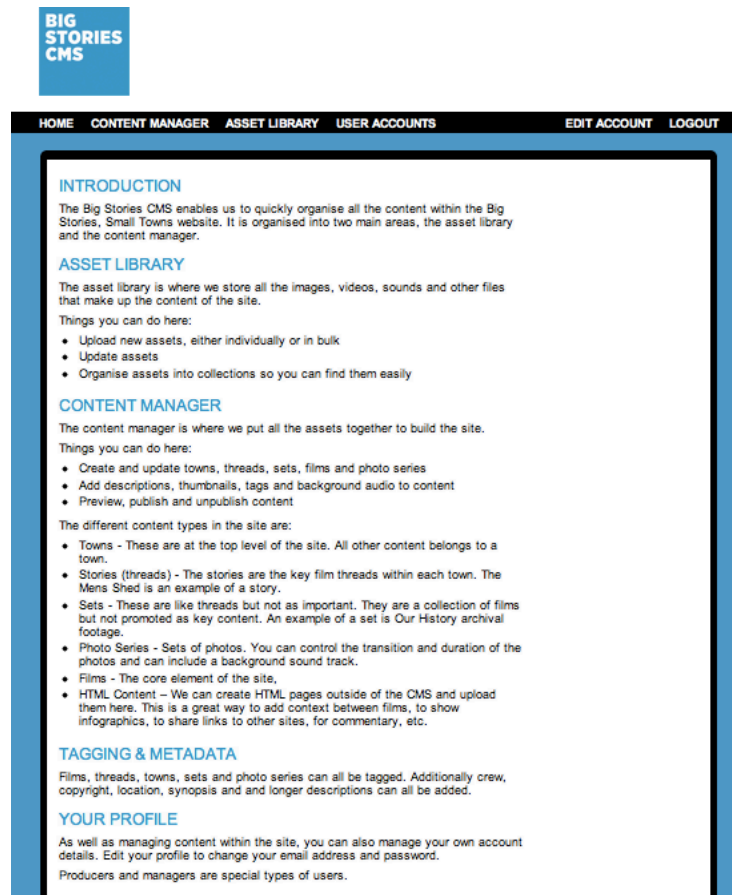 BIG
STORIES
CMS
HOME CONTENT MANAGER ASSET LIBRARY USER ACCOUNTS EDIT ACCOUNT LOGOUT
INTRODUCTION
The Big Stories CMS enables us to quickly organise all the content within the Big
Stories, Small Towns website. It is organised into two main areas, the asset library
and the content manager.
ASSET LIBRARY
The asset library is where we store all the images, videos, sounds and other files
that make up the content of the site.
Things you can do here:
• Upload new assets, either individually or in bulk
• Update assets
• Organise assets into collections so you can find them easily
CONTENT MANAGER
The content manager is where we put all the assets together to build the site.
Things you can do here:
• Create and update towns, threads, sets, films and photo series
• Add descriptions, thumbnails, tags and background audio to content
• Preview, publish and unpublish content
The different content types in the site are:
• Towns - These are at the top level of the site. All other content belongs to a
town.
• Stories (threads) - The stories are the key film threads within each town. The
Mens Shed is an example of a story.
• Sets - These are like threads but not as important. They are a collection of films
but not promoted as key content. An example of a set is Our History archival
footage.
• Photo Series - Sets of photos. You can control the transition and duration of the
photos and can include a background sound track.
• Films - The core element of the site,
• HTML Content – We can create HTML pages outside of the CMS and upload
them here. This is a great way to add context between films, to show
infographics, to share links to other sites, for commentary, etc.
TAGGING & METADATA
Films, threads, towns, sets and photo series can all be tagged. Additionally crew,
copyright, location, synopsis and and longer descriptions can all be added.
YOUR PROFILE
As well as managing content within the site, you can also manage your own account
details. Edit your profile to change your email address and password.
Producers and managers are special types of users.